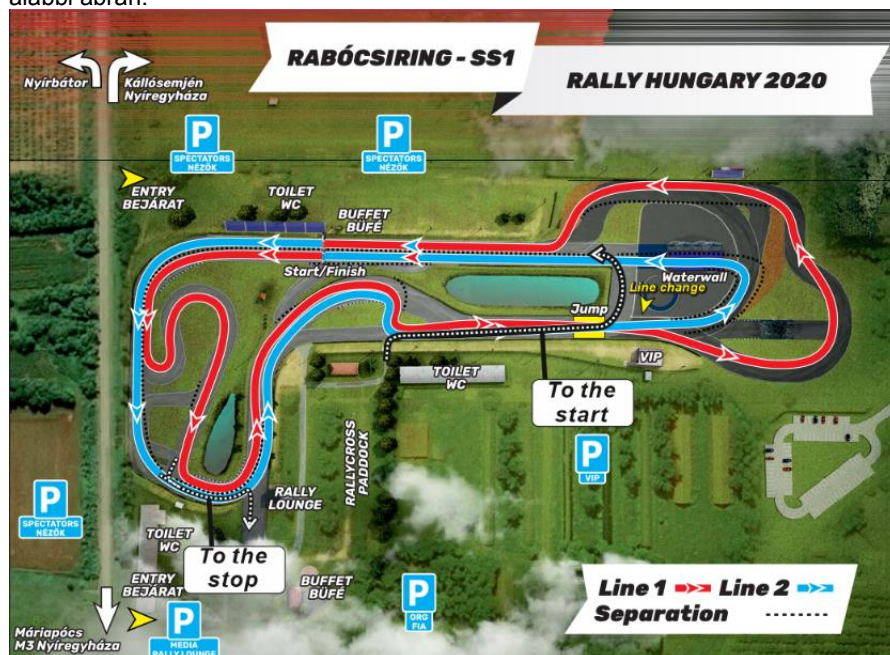 alábbi ábrán.
RABÓCSIRING - SS1
RALLY HUNGARY 2020
Nyírbátor
Kállósemjén
Nyíregyháza
P
SPECTATORS
NÉZŐK
P
SPECTATORS
NÉZŐK
ENTRY
BEJÁRAT
TOILET
WC
BUFFET
BÜFÉ
Start/Finish
Waterwall
Line change
Jump
VIP
TOILET
WC
To the
start
RALLYCROSS
PADDOCK
P
VIP
P
SPECTATORS
NÉZŐK
RALLY
LOUNGE
TOILET
WC
To the
stop
ENTRY
BEJÁRAT
BUFFET
BÜFÉ
P
ORG
FIA
P
MEDIA
RALLY LOUNGE
Máriapócs
M3 Nyíregyháza
Line 1 Line 2
Separation